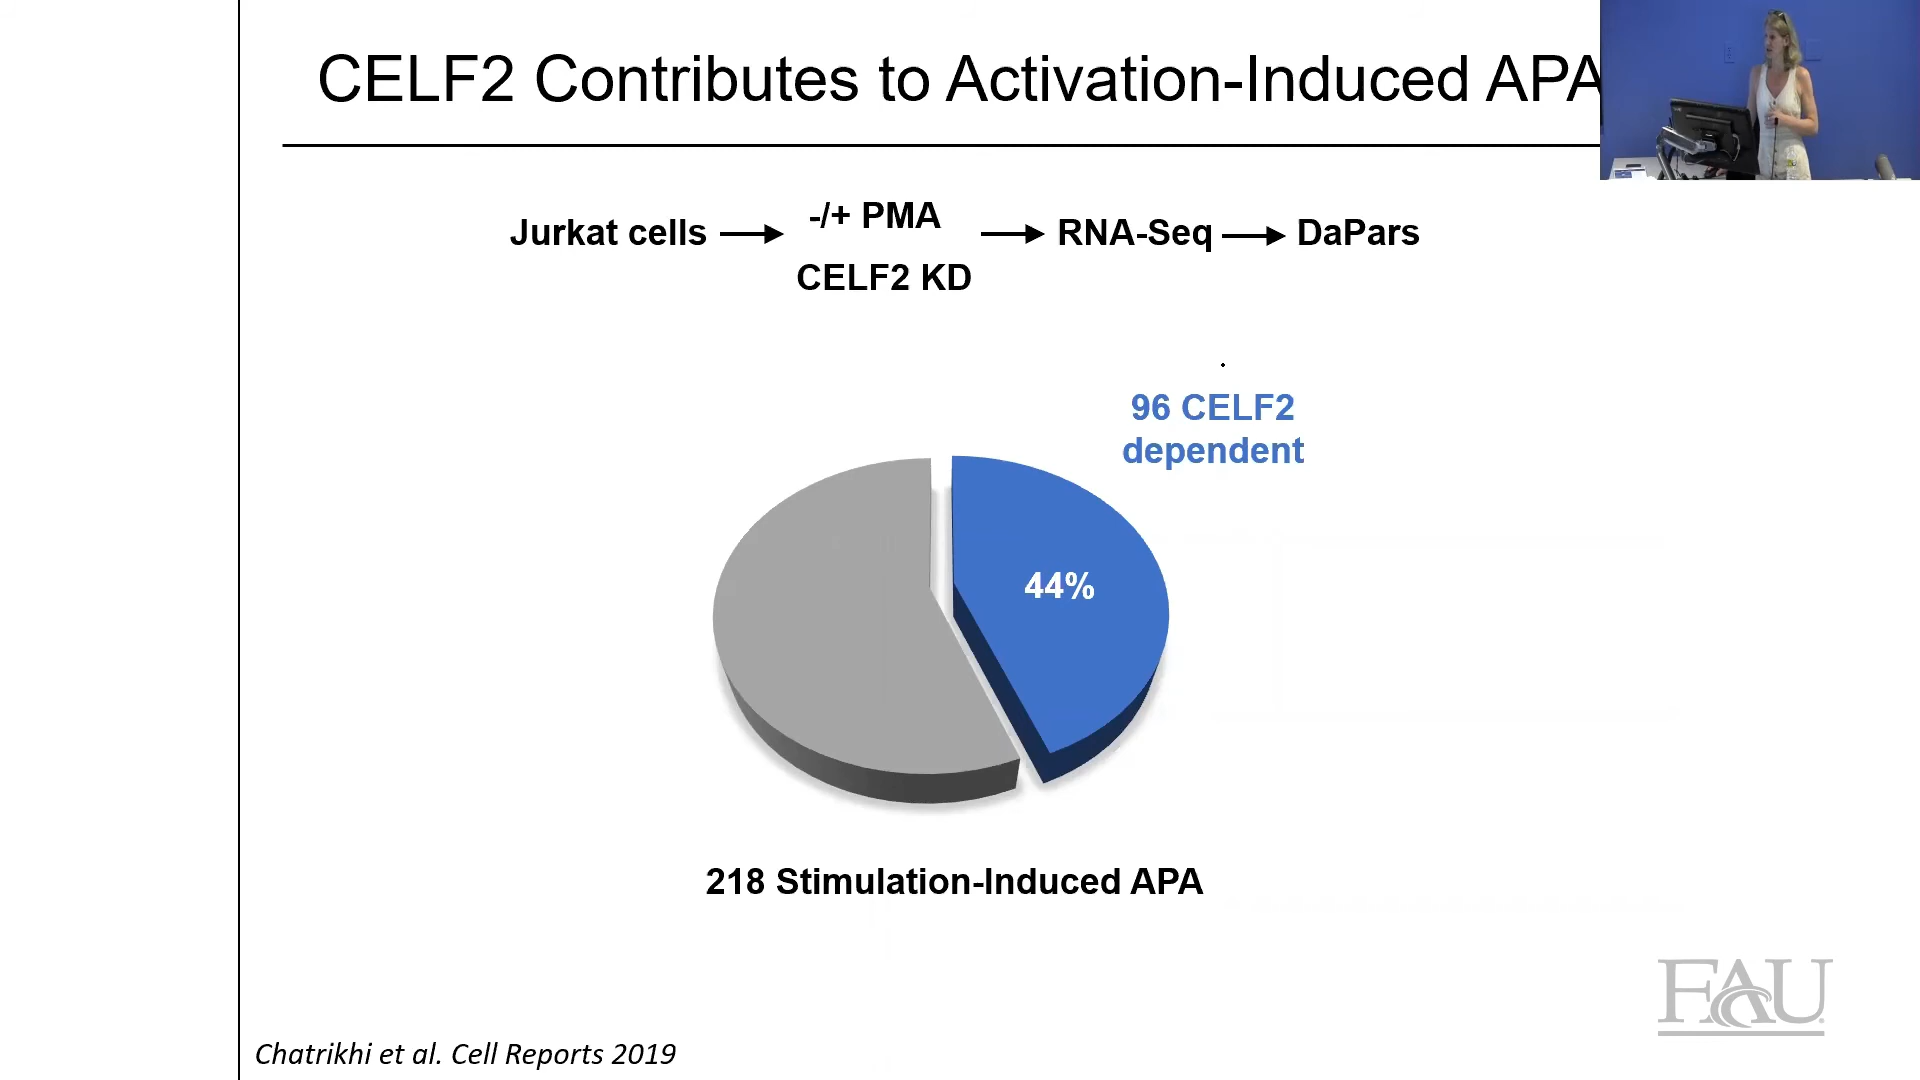 CELF2 Contributes to Activation-Induced APA
Jurkat cells
-/+ PMA
CELF2 KD
RNA-Seq
DaPars
96 CELF2
dependent
44%
218 Stimulation-Induced APA
FAU
Chatrikhi et al. Cell Reports 2019